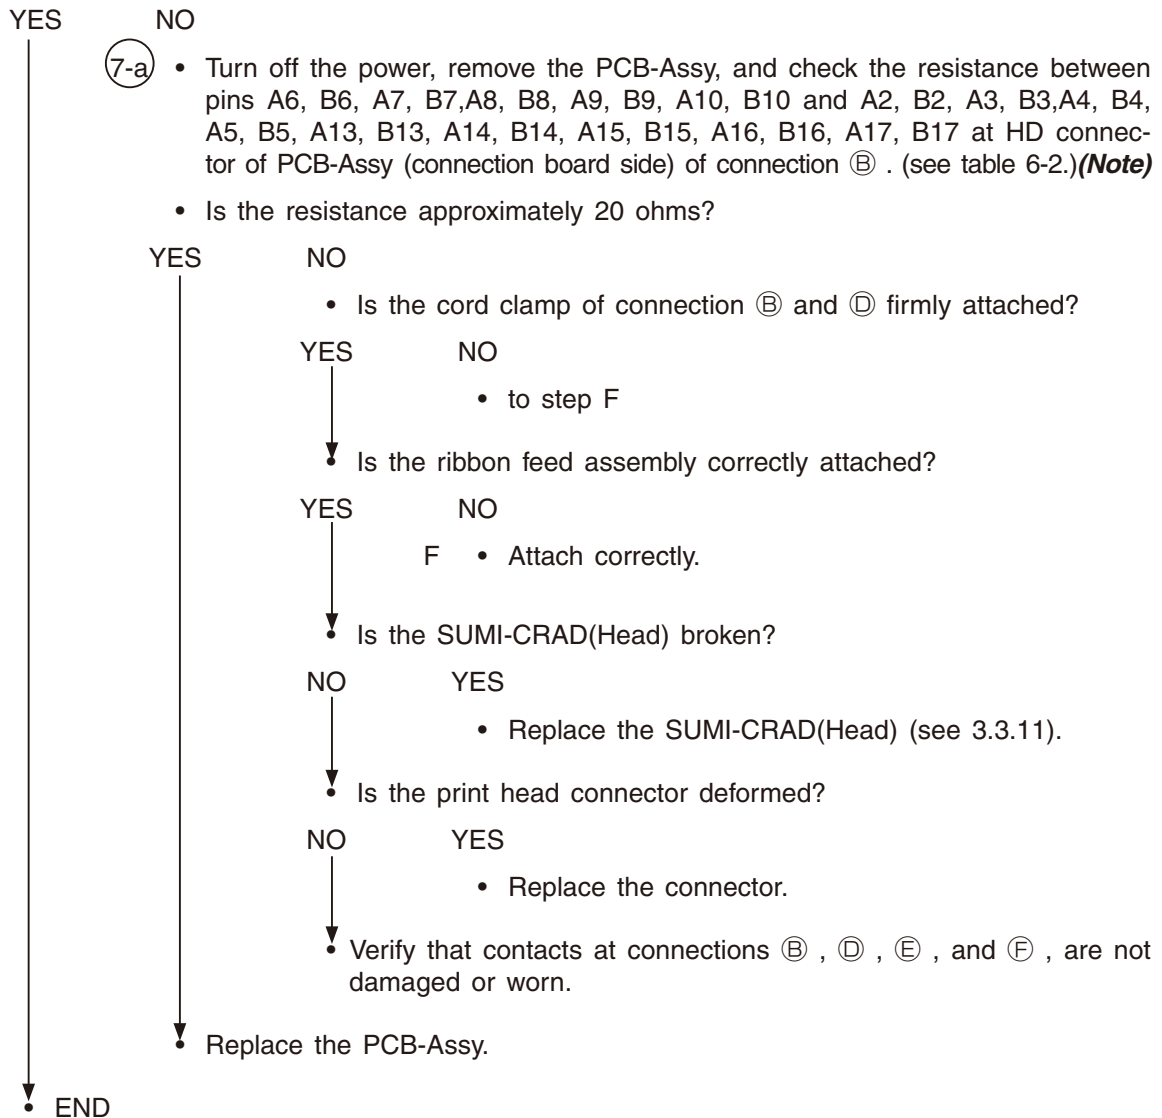 YES NO
7-a • Turn off the power, remove the PCB-Assy, and check the resistance between
pins A6, B6, A7, B7,A8, B8, A9, B9, A10, B10 and A2, B2, A3, B3,A4, B4,
A5, B5, A13, B13, A14, B14, A15, B15, A16, B16, A17, B17 at HD connec-
tor of PCB-Assy (connection board side) of connection Ⓑ . (see table 6-2.)(Note)
• Is the resistance approximately 20 ohms?
YES NO
• Is the cord clamp of connection Ⓑ and Ⓓ firmly attached?
YES NO
• to step F
• Is the ribbon feed assembly correctly attached?
YES NO
F • Attach correctly.
• Is the SUMI-CRAD(Head) broken?
NO YES
• Replace the SUMI-CRAD(Head) (see 3.3.11).
• Is the print head connector deformed?
NO YES
• Replace the connector.
• Verify that contacts at connections Ⓑ , Ⓓ , Ⓔ , and Ⓕ , are not
damaged or worn.
• Replace the PCB-Assy.
• END